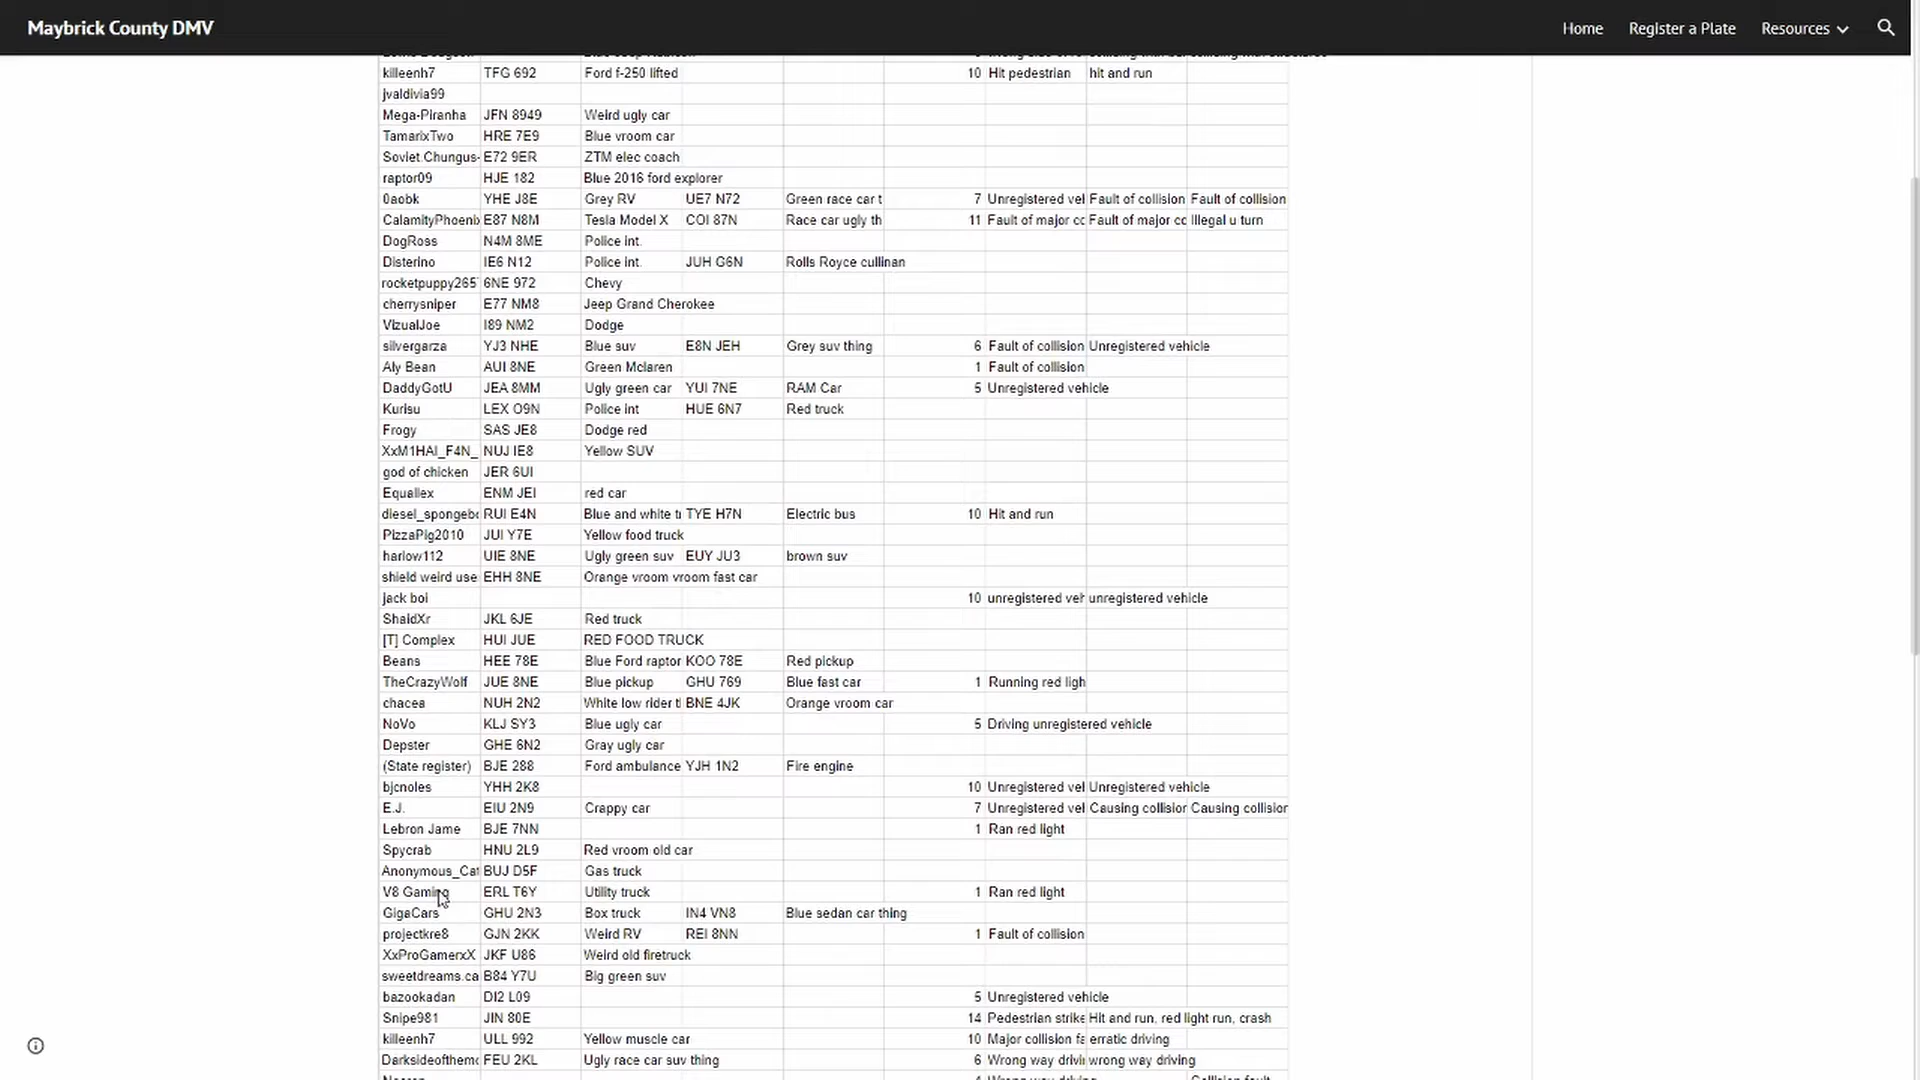 Maybrick County DMV Home Register a Plate Resources
killeenh7 TFG 692 Ford f-250 lifted 10 Hit pedestrian hit and run
jvaldivia99
Mega-Piranha JFN 8949 Weird ugly car
TamarixTwo HRE 7E9 Blue vroom car
Soviet.Chungus- E72 9ER ZTM elec coach
raptor09 HJE 182 Blue 2016 ford explorer
0aobk YHE J8E Grey RV UE7 N72 Green race car t 7 Unregistered vel Fault of collision Fault of collision
CalamityPhoenix E87 N8M Tesla Model X COI 87N Race car ugly th 11 Fault of major cc Fault of major cc Illegal u turn
DogRoss N4M 8ME Police int.
Disterino IE6 N12 Police int. JUH G6N Rolls Royce cullinan
rocketpuppy265 6NE 972 Chevy
cherrysniper E77 NM8 Jeep Grand Cherokee
VizualJoe I89 NM2 Dodge
silvergarza YJ3 NHE Blue suv E8N JEH Grey suv thing 6 Fault of collision Unregistered vehicle
Aly Bean AUI 8NE Green Mclaren 1 Fault of collision
DaddyGotU JEA 8MM Ugly green car YUI 7NE RAM Car 5 Unregistered vehicle
Kurisu LEX O9N Police int HUE 6N7 Red truck
Frogy SAS JE8 Dodge red
XxM1HAI_F4N_ NUJ IE8 Yellow SUV
god of chicken JER 6UI
Equallex ENM JEI red car
diesel_spongebo RUI E4N Blue and white t TYE H7N Electric bus 10 Hit and run
PizzaPig2010 JUI Y7E Yellow food truck
harlow112 UIE 8NE Ugly green suv EUY JU3 brown suv
shield weird use EHH 8NE Orange vroom vroom fast car
jack boi 10 unregistered veh unregistered vehicle
ShaidXr JKL 6JE Red truck
[T] Complex HUI JUE RED FOOD TRUCK
Beans HEE 78E Blue Ford raptor KOO 78E Red pickup
TheCrazyWolf JUE 8NE Blue pickup GHU 769 Blue fast car 1 Running red ligh
chacea NUH 2N2 White low rider t BNE 4JK Orange vroom car
NoVo KLJ SY3 Blue ugly car 5 Driving unregistered vehicle
Depster GHE 6N2 Gray ugly car
(State register) BJE 288 Ford ambulance YJH 1N2 Fire engine
bjcnoles YHH 2K8 10 Unregistered vel Unregistered vehicle
E.J. EIU 2N9 Crappy car 7 Unregistered vel Causing collision Causing collision
Lebron Jame BJE 7NN 1 Ran red light
Spycrab HNU 2L9 Red vroom old car
Anonymous_Cat BUJ D5F Gas truck
V8 Gaming ERL T6Y Utility truck 1 Ran red light
GigaCars GHU 2N3 Box truck IN4 VN8 Blue sedan car thing
projectkre8 GJN 2KK Weird RV REI 8NN 1 Fault of collision
XxProGamerxX JKF U86 Weird old firetruck
sweetdreams.ca B84 Y7U Big green suv
bazookadan DI2 L09 5 Unregistered vehicle
Snipe981 JIN 80E 14 Pedestrian strike Hit and run, red light run, crash
killeenh7 ULL 992 Yellow muscle car 10 Major collision fa erratic driving
Darksideofthemo FEU 2KL Ugly race car suv thing 6 Wrong way drivi wrong way driving